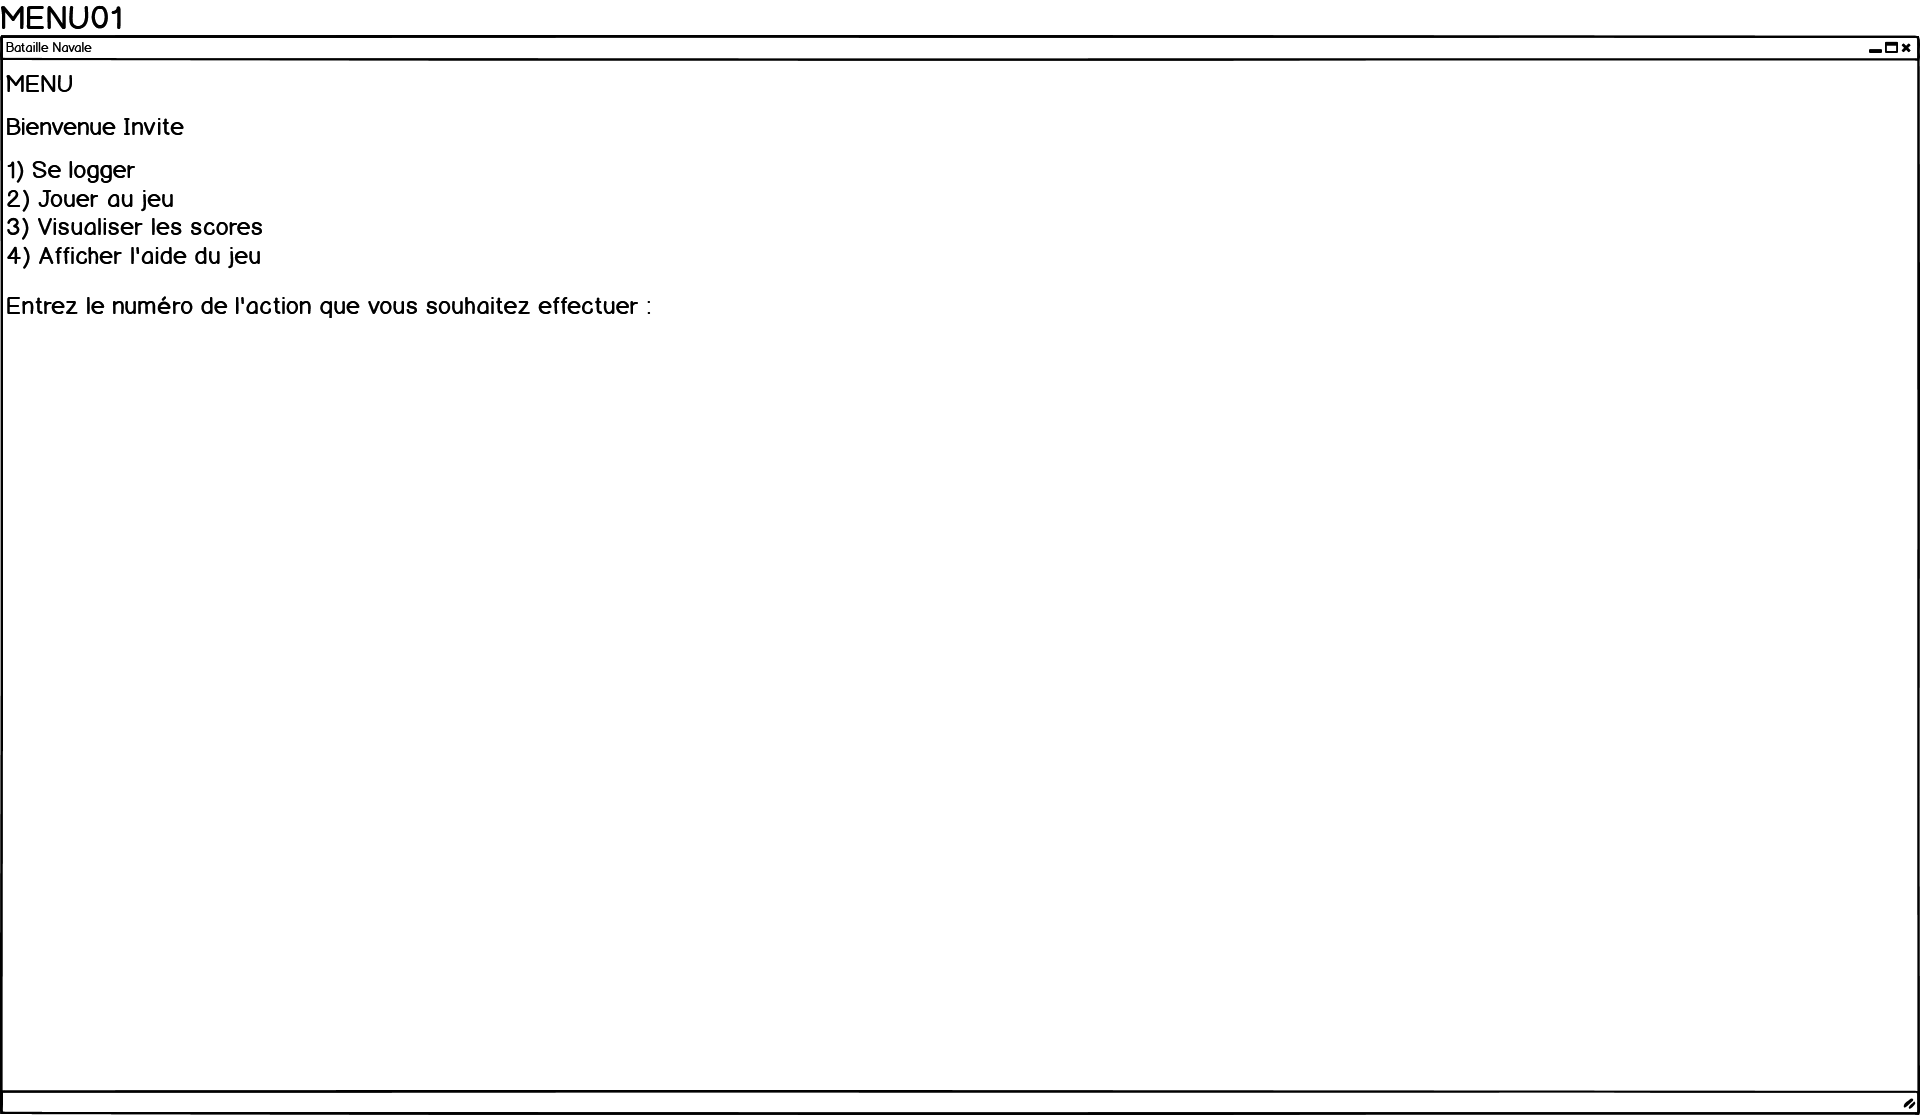 MENU01
Bataille Navale
MENU
Bienvenue Invite
1) Se logger
2) Jouer au jeu
3) Visualiser les scores
4) Afficher l'aide du jeu
Entrez le numéro de l'action que vous souhaitez effectuer :